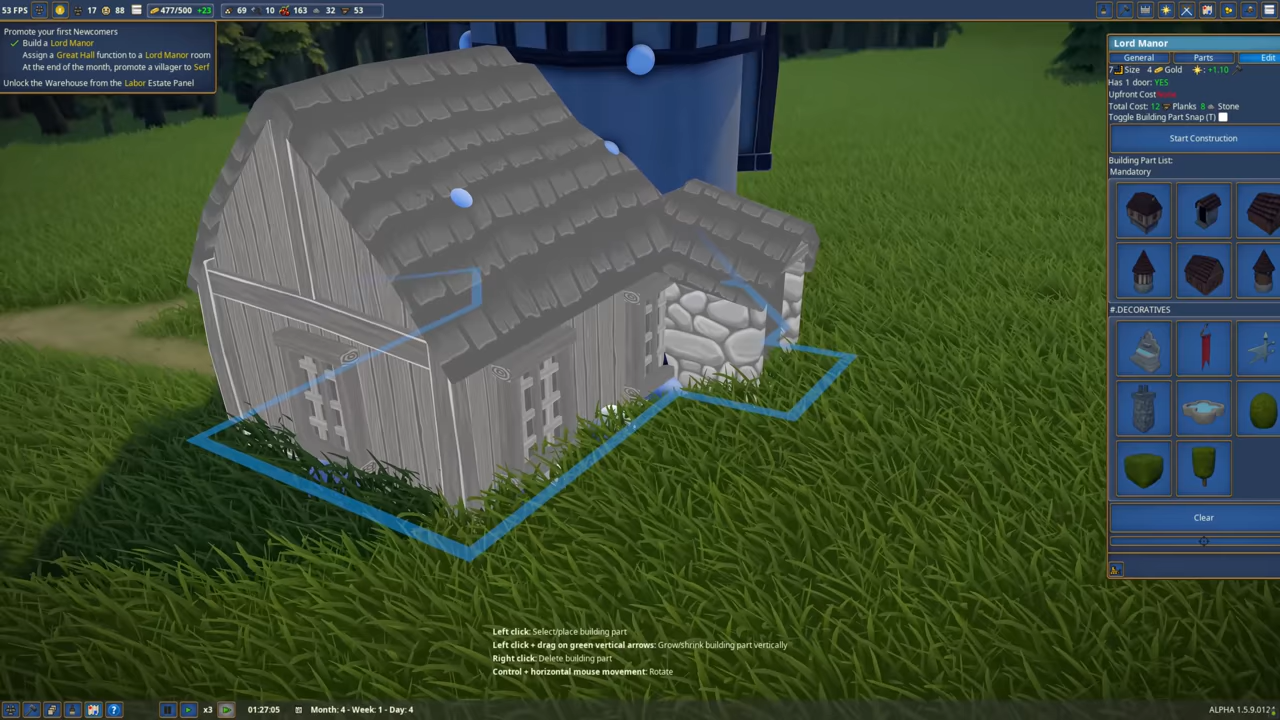 53 FPS
17
88
477/500 +23
69
10
163
32
53
Promote your first Newcomers
Build a Lord Manor
Assign a Great Hall function to a Lord Manor room
At the end of the month, promote a villager to Serf
Unlock the Warehouse from the Labor Estate Panel
Lord Manor
General Parts Edit
7 Size 4 Gold : +1.10
Has 1 door: YES
Upfront Cost
Total Cost: 12 Planks 8 Stone
Toggle Building Part Snap (T)
Start Construction
Building Part List:
Mandatory
#.DECORATIVES
Clear
Left click: Select/place building part
Left click + drag on green vertical arrows: Grow/shrink building part vertically
Right click: Delete building part
Control + horizontal mouse movement: Rotate
x3 01:27:05 Month: 4 - Week: 1 - Day: 4